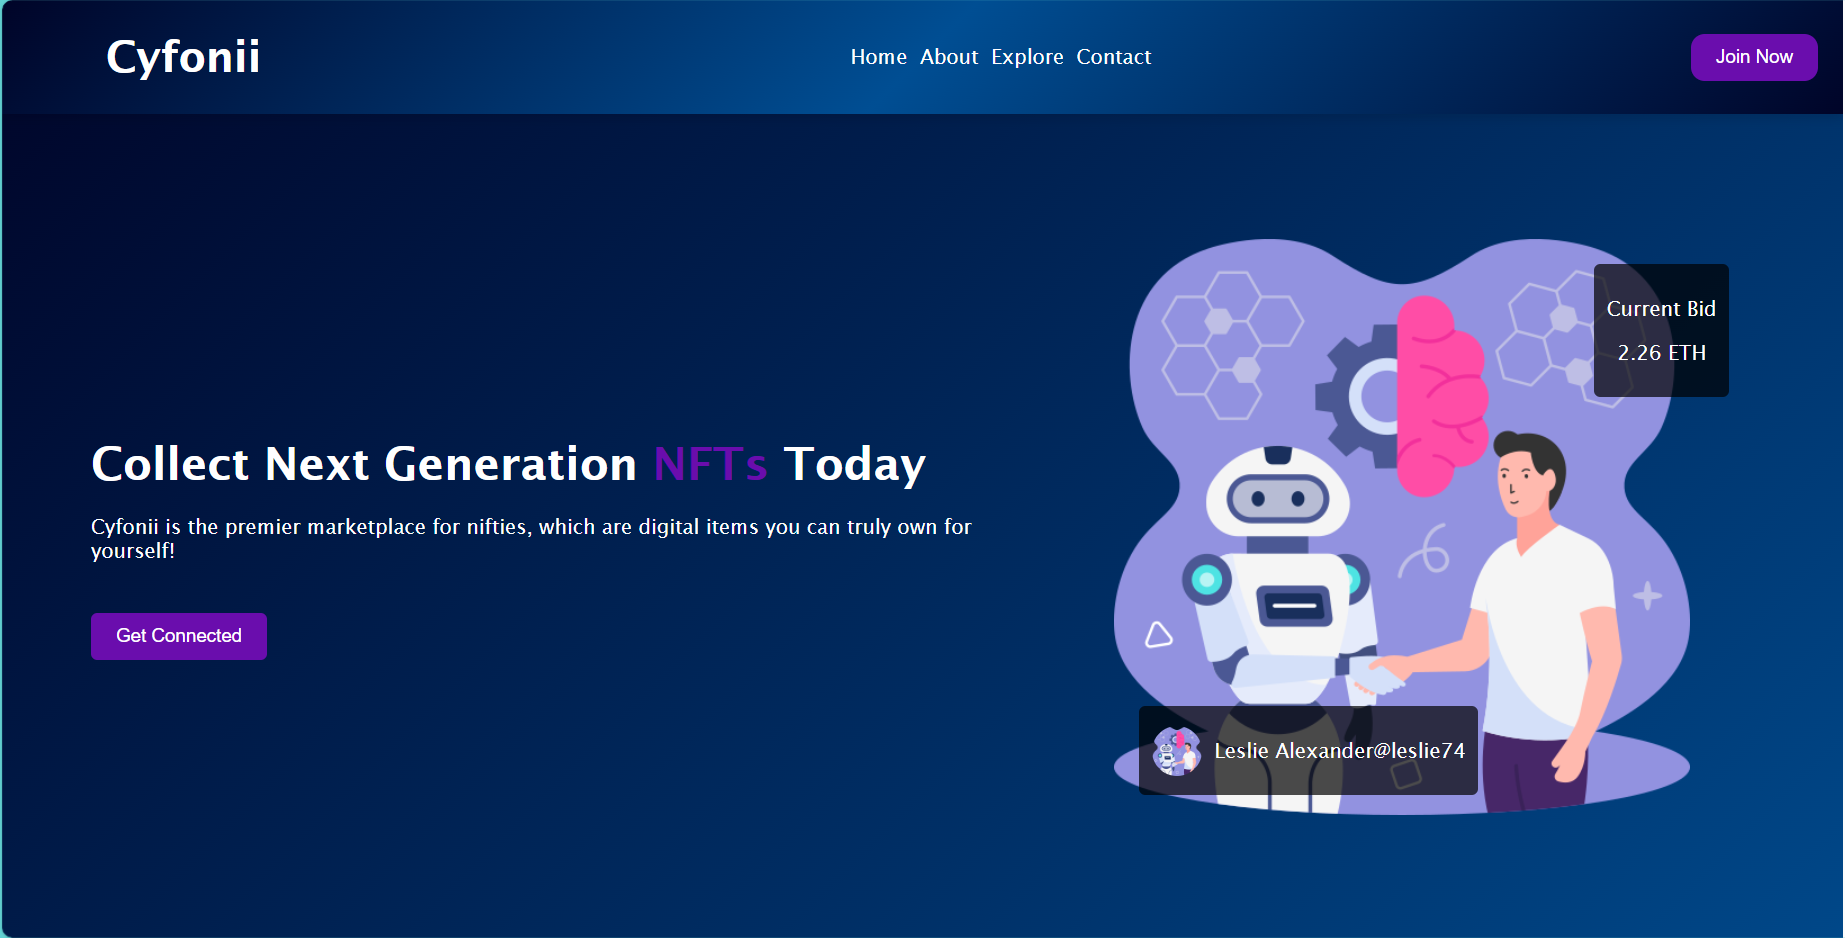 Cyfonii
Home About Explore Contact
Join Now
Collect Next Generation NFTs Today
Cyfonii is the premier marketplace for nifties, which are digital items you can truly own for
yourself!
Get Connected
Current Bid
2.26 ETH
Leslie Alexander@leslie74